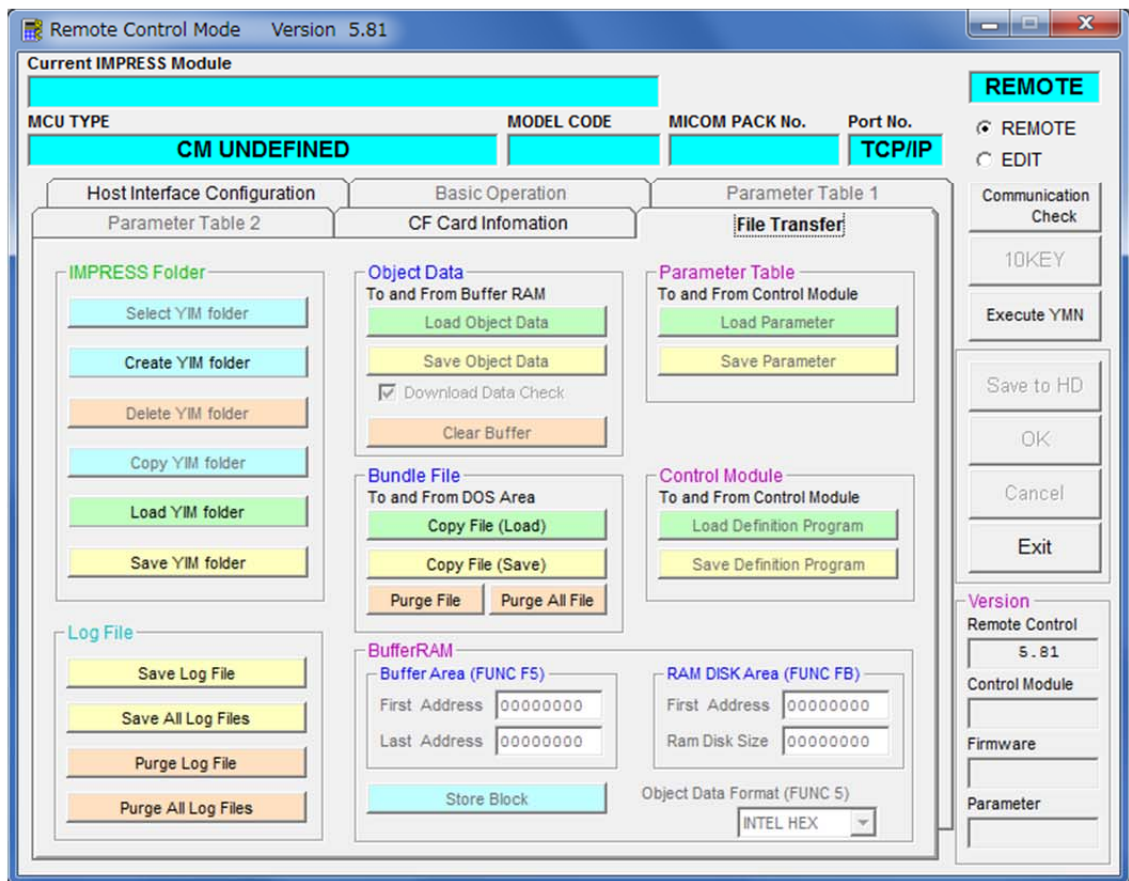 Remote Control Mode Version 5.81
Current IMPRESS Module
MCU TYPE MODEL CODE MICOM PACK No. Port No.
CM UNDEFINED TCP/IP
REMOTE
REMOTE
EDIT
Host Interface Configuration Basic Operation Parameter Table 1
Parameter Table 2 CF Card Infomation File Transfer
IMPRESS Folder
Select YIM folder
Create YIM folder
Delete YIM folder
Copy YIM folder
Load YIM folder
Save YIM folder
Log File
Save Log File
Save All Log Files
Purge Log File
Purge All Log Files
Object Data
To and From Buffer RAM
Load Object Data
Save Object Data
Download Data Check
Clear Buffer
Bundle File
To and From DOS Area
Copy File (Load)
Copy File (Save)
Purge File Purge All File
Parameter Table
To and From Control Module
Load Parameter
Save Parameter
Control Module
To and From Control Module
Load Definition Program
Save Definition Program
BufferRAM
Buffer Area (FUNC F5)
First Address 00000000
Last Address 00000000
Store Block
RAM DISK Area (FUNC FB)
First Address 00000000
Ram Disk Size 00000000
Object Data Format (FUNC 5)
INTEL HEX
Communication
Check
10KEY
Execute YMN
Save to HD
OK
Cancel
Exit
Version
Remote Control
5.81
Control Module
Firmware
Parameter